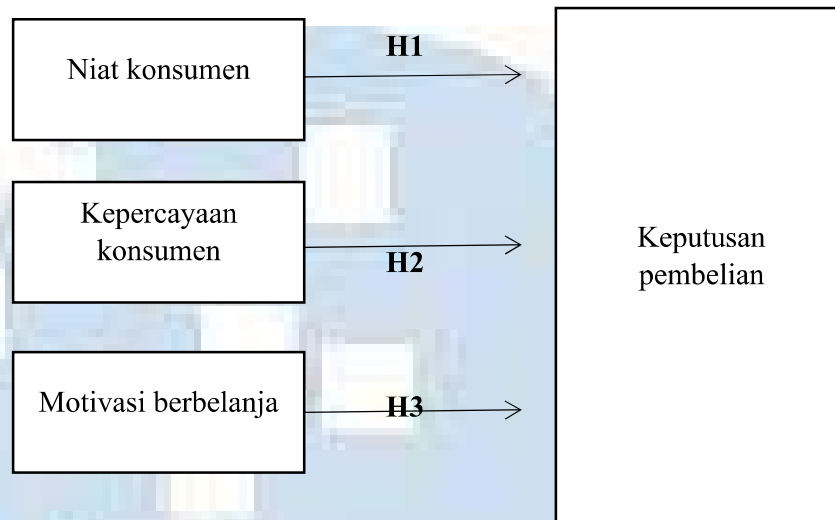 Niat konsumen
H1
Kepercayaan
konsumen
H2
Motivasi berbelanja
H3
Keputusan
pembelian